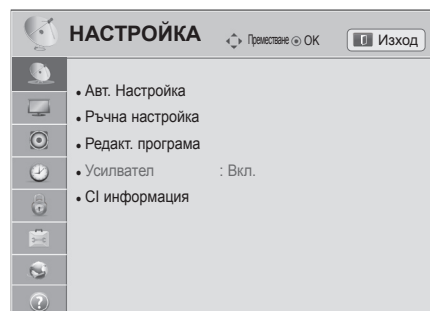 НАСТРОЙКА Преместване OK Изход
• Авт. Настройка
• Ръчна настройка
• Редакт. програма
• Усилвател : Вкл.
• CI информация